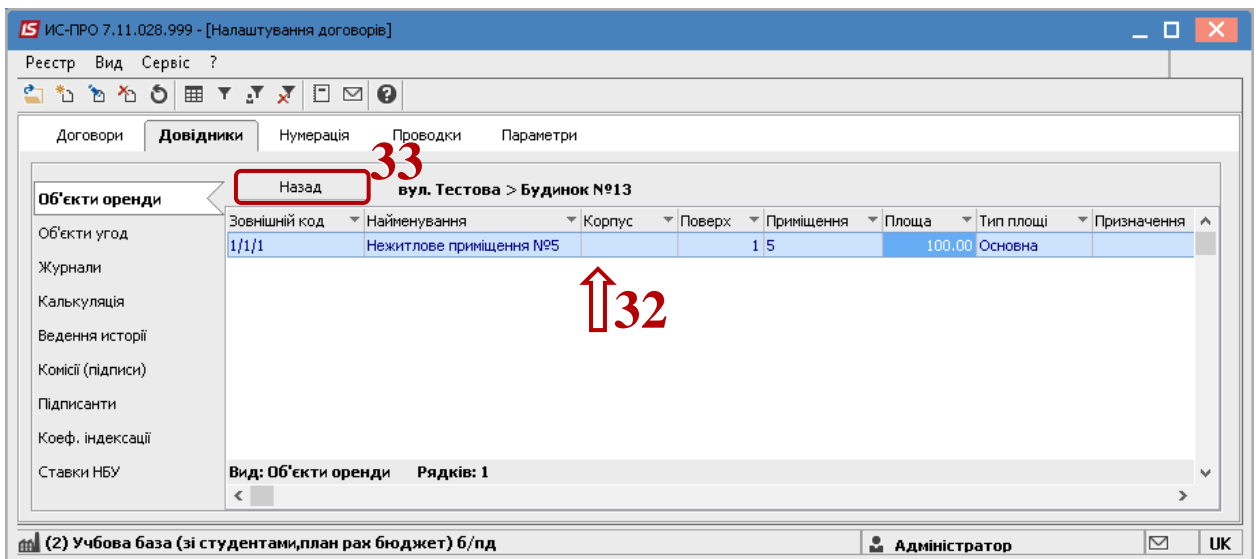 ИС-ПРО 7.11.028.999 - [Налаштування договорів]
Реєстр Вид Сервіс ?
Договори Довідники Нумерація Проводки Параметри
33
Об'єкти оренди
Назад вул. Тестова > Будинок №13
Зовнішній код Найменування Корпус Поверх Приміщення Площа Тип площі Призначення
1/1/1 Нежитлове приміщення №5 1 5 100.00 Основна
32
Об'єкти угод
Журнали
Калькуляція
Ведення історії
Комісії (підписи)
Підписанти
Коеф. індексації
Ставки НБУ
Вид: Об'єкти оренди Рядків: 1
(2) Учбова база (зі студентами,план рах бюджет) б/пд Адміністратор UK